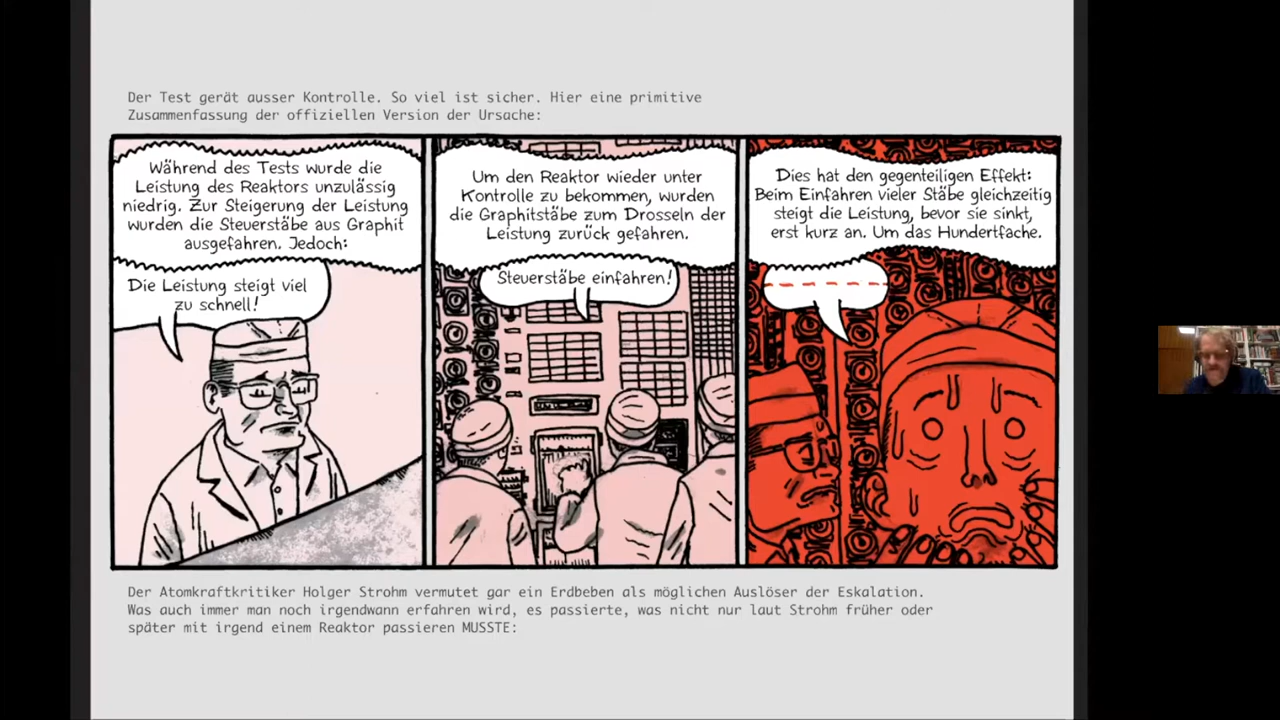 Der Test gerät ausser Kontrolle. So viel ist sicher. Hier eine primitive
Zusammenfassung der offiziellen Version der Ursache:
Während des Tests wurde die
Leistung des Reaktors unzulässig
niedrig. Zur Steigerung der Leistung
wurden die Steuerstäbe aus Graphit
ausgefahren. Jedoch:
Die Leistung steigt viel
zu schnell!
Um den Reaktor wieder unter
Kontrolle zu bekommen, wurden
die Graphitstäbe zum Drosseln der
Leistung zurück gefahren.
Steuerstäbe einfahren!
Dies hat den gegenteiligen Effekt:
Beim Einfahren vieler Stäbe gleichzeitig
steigt die Leistung, bevor sie sinkt,
erst kurz an. Um das Hundertfache.
Der Atomkraftkritiker Holger Strohm vermutet gar ein Erdbeben als möglichen Auslöser der Eskalation.
Was auch immer man noch irgendwann erfahren wird, es passierte, was nicht nur laut Strohm früher oder
später mit irgend einem Reaktor passieren MUSSTE: